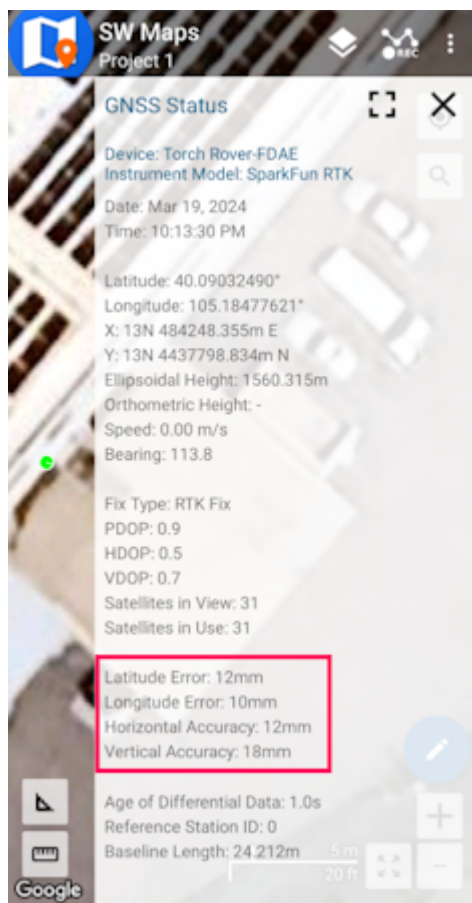 SW Maps
Project 1
REC
GNSS Status
Device: Torch Rover-FDAE
Instrument Model: SparkFun RTK
Date: Mar 19, 2024
Time: 10:13:30 PM
Latitude: 40.09032490°
Longitude: 105.18477621°
X: 13N 484248.355m E
Y: 13N 4437798.834m N
Ellipsoidal Height: 1560.315m
Orthometric Height: -
Speed: 0.00 m/s
Bearing: 113.8
Fix Type: RTK Fix
PDOP: 0.9
HDOP: 0.5
VDOP: 0.7
Satellites in View: 31
Satellites in Use: 31
Latitude Error: 12mm
Longitude Error: 10mm
Horizontal Accuracy: 12mm
Vertical Accuracy: 18mm
Age of Differential Data: 1.0s
Reference Station ID: 0
Baseline Length: 24.212m
5 m
20 ft
Google